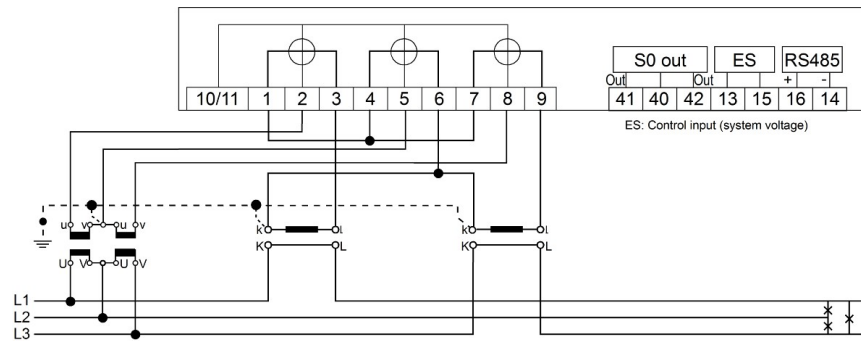 S0 out ES RS485
Out Out + -
10/11 1 2 3 4 5 6 7 8 9 41 40 42 13 15 16 14
ES: Control input (system voltage)
u v u v k l k l
U V U V K L K L
L1
L2
L3